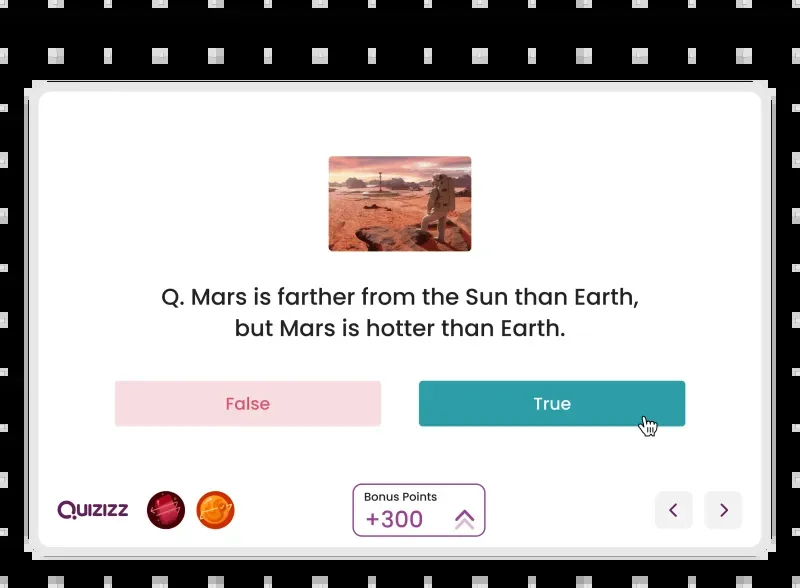 Q. Mars is farther from the Sun than Earth,
but Mars is hotter than Earth.
False
True
Quizizz
Bonus Points
+300